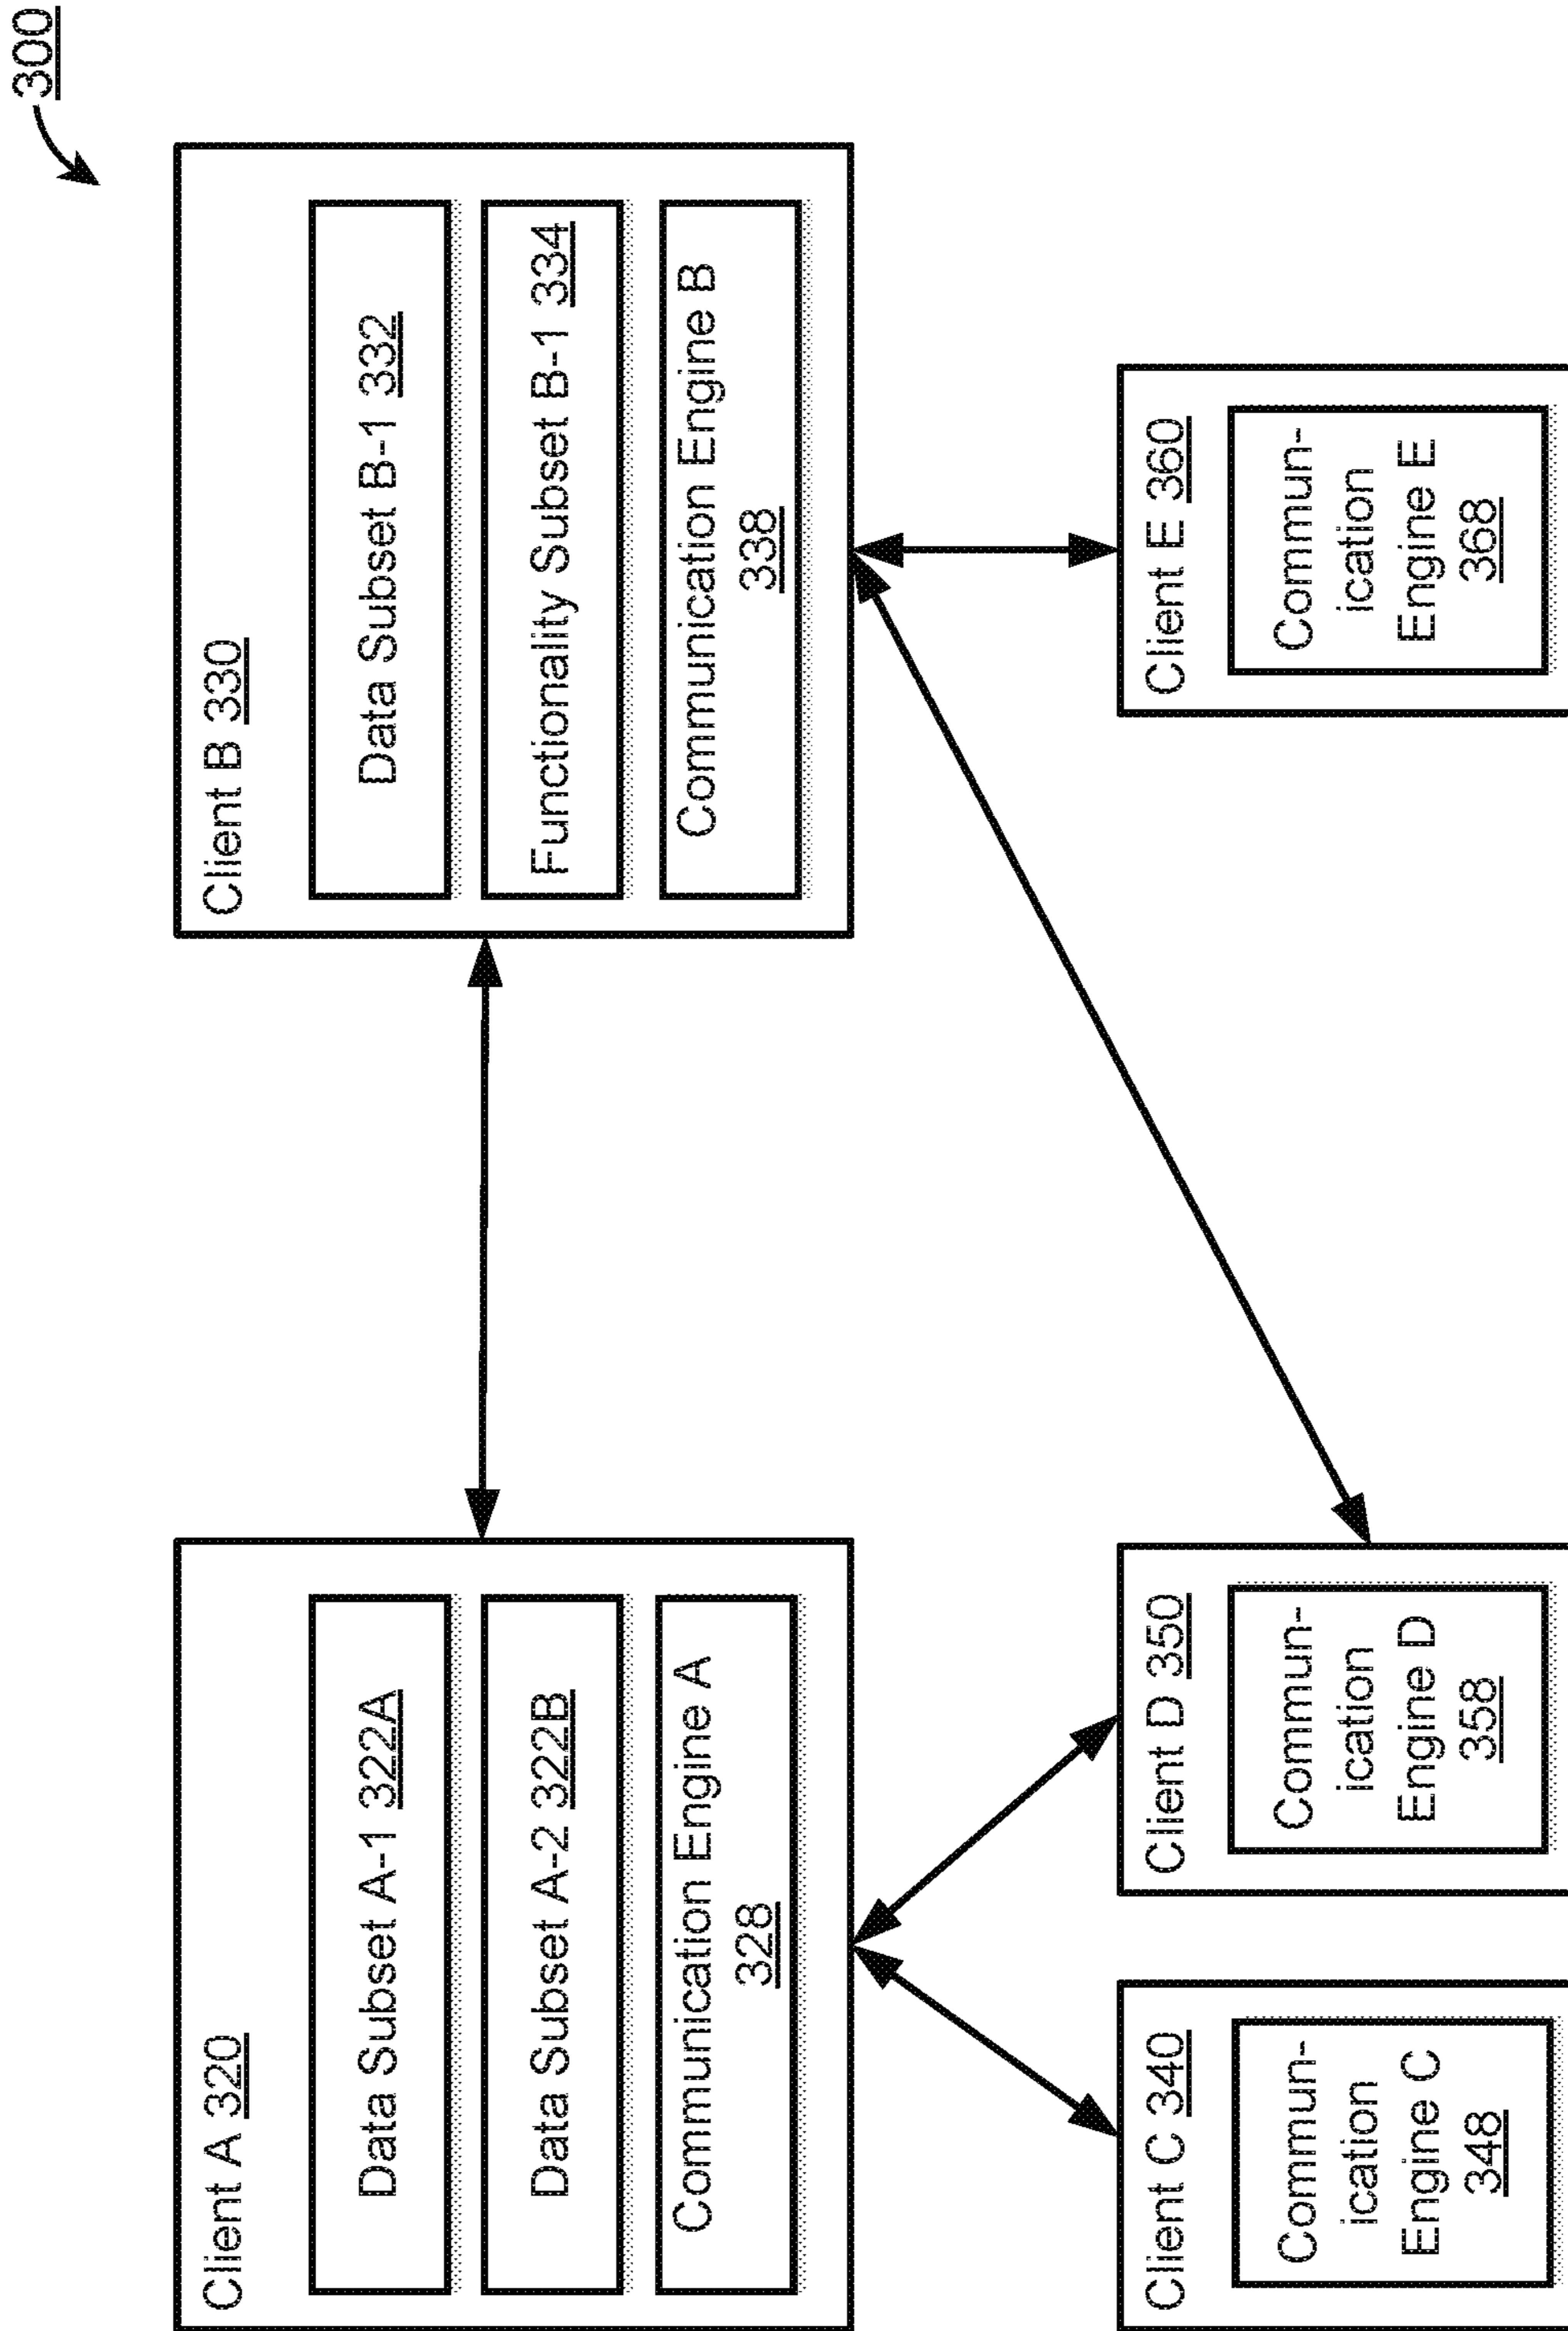 300
Client A 320
Data Subset A-1 322A
Data Subset A-2 322B
Communication Engine A
328
Client B 330
Data Subset B-1 332
Functionality Subset B-1 334
Communication Engine B
338
Client C 340
Commun-
ication
Engine C
348
Client D 350
Commun-
ication
Engine D
358
Client E 360
Commun-
ication
Engine E
368